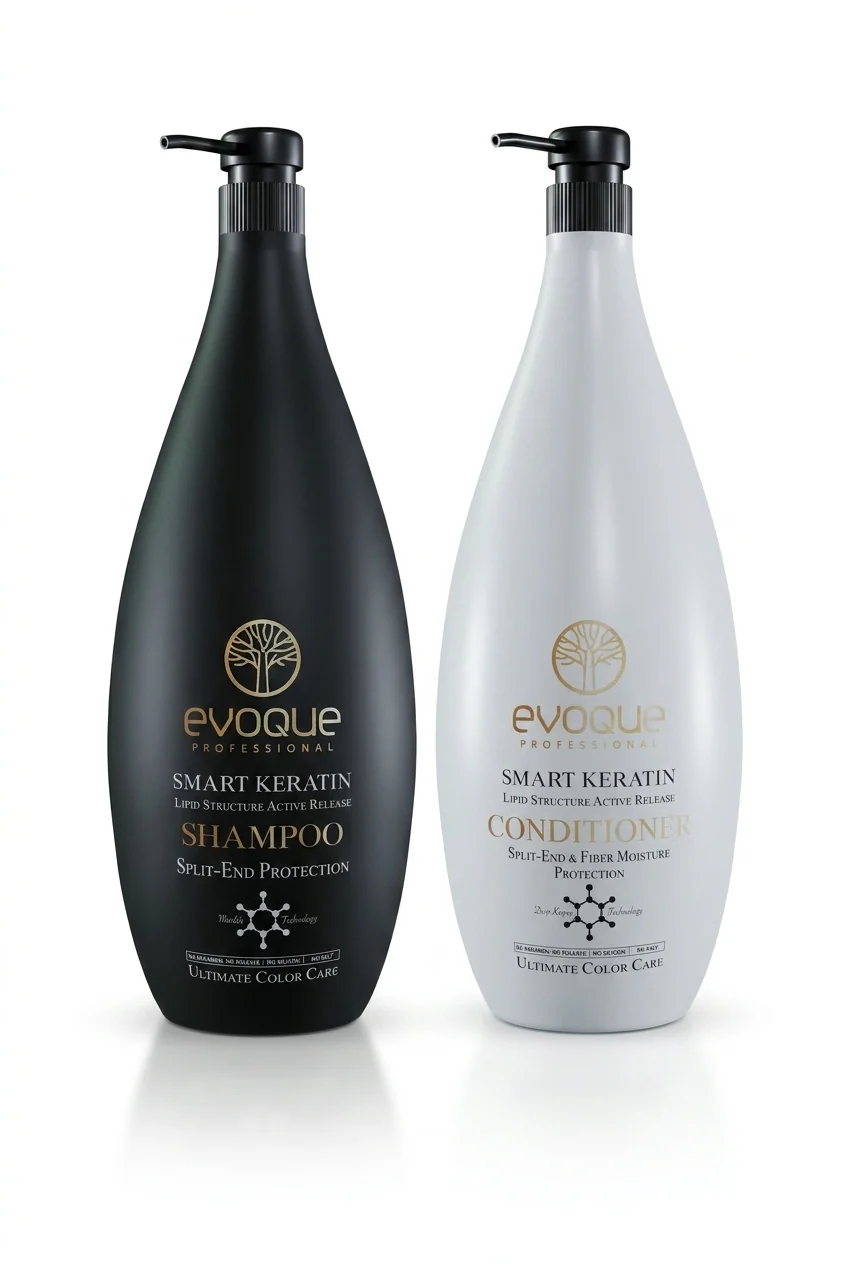 evoque
PROFESSIONAL
SMART KERATIN
LIPID STRUCTURE ACTIVE RELEASE
SHAMPOO
SPLIT-END PROTECTION
Technology
ULTIMATE COLOR CARE
evoque
PROFESSIONAL
SMART KERATIN
LIPID STRUCTURE ACTIVE RELEASE
CONDITIONER
SPLIT-END & FIBER MOISTURE
PROTECTION
Technology
ULTIMATE COLOR CARE